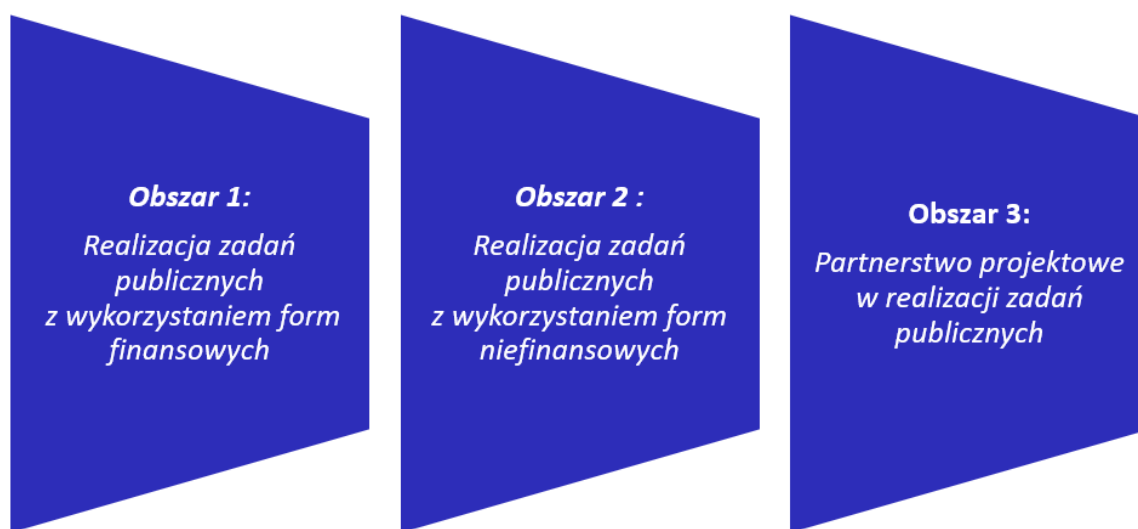 Obszar 1:
Realizacja zadań
publicznych
z wykorzystaniem form
finansowych
Obszar 2 :
Realizacja zadań
publicznych
z wykorzystaniem form
niefinansowych
Obszar 3:
Partnerstwo projektowe
w realizacji zadań
publicznych